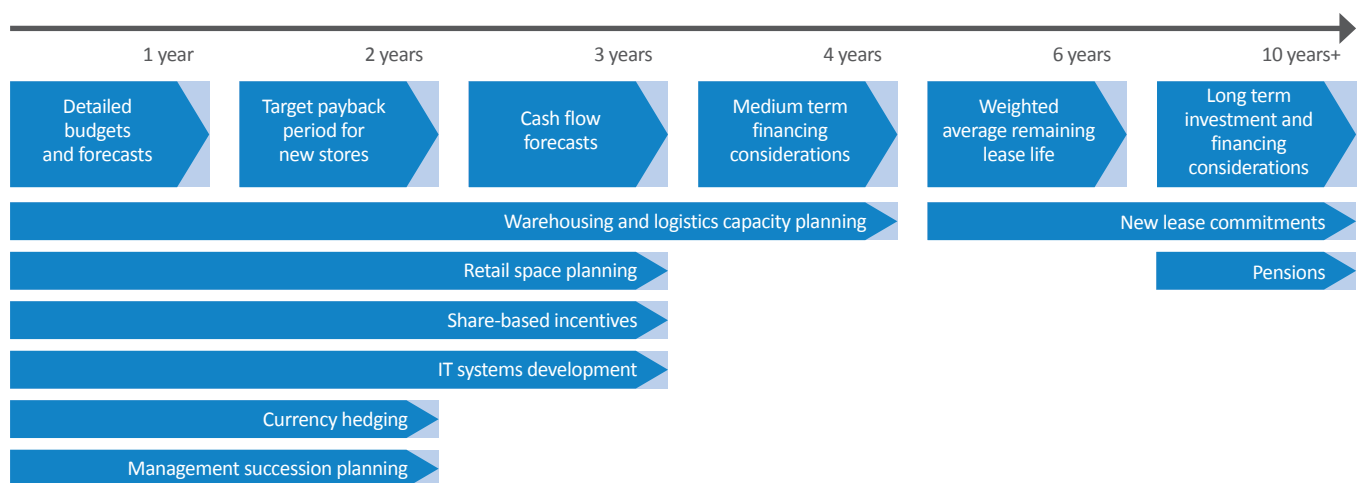 1 year
2 years
3 years
4 years
6 years
10 years+
Detailed
budgets
and forecasts
Target payback
period for
new stores
Cash flow
forecasts
Medium term
financing
considerations
Weighted
average remaining
lease life
Long term
investment and
financing
considerations
Warehousing and logistics capacity planning
New lease commitments
Retail space planning
Pensions
Share-based incentives
IT systems development
Currency hedging
Management succession planning